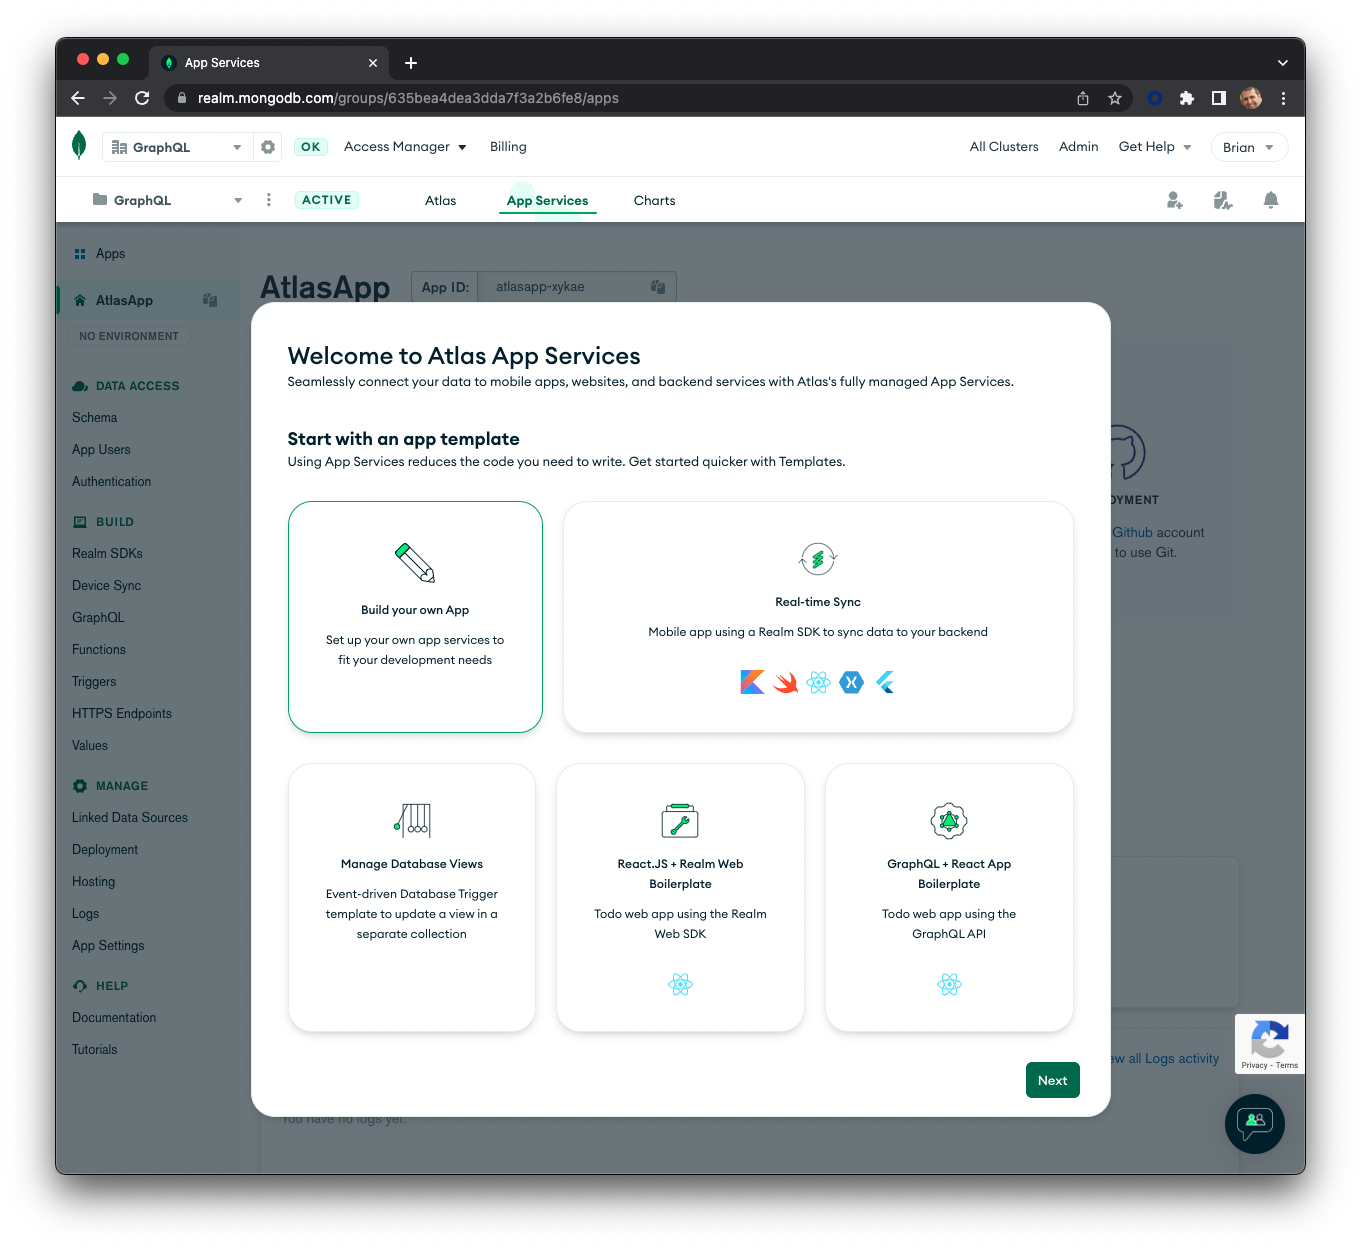 App Services
realm.mongodb.com/groups/635bea4dea3dda7f3a2b6fe8/apps
GraphQL OK Access Manager Billing All Clusters Admin Get Help Brian
GraphQL ACTIVE Atlas App Services Charts
Apps
AtlasApp
NO ENVIRONMENT
DATA ACCESS
Schema
App Users
Authentication
BUILD
Realm SDKs
Device Sync
GraphQL
Functions
Triggers
HTTPS Endpoints
Values
MANAGE
Linked Data Sources
Deployment
Hosting
Logs
App Settings
HELP
Documentation
Tutorials
AtlasApp App ID: atlasapp-xykae
Welcome to Atlas App Services
Seamlessly connect your data to mobile apps, websites, and backend services with Atlas's fully managed App Services.
Start with an app template
Using App Services reduces the code you need to write. Get started quicker with Templates.
Build your own App
Set up your own app services to
fit your development needs
Real-time Sync
Mobile app using a Realm SDK to sync data to your backend
Manage Database Views
Event-driven Database Trigger
template to update a view in a
separate collection
React.JS + Realm Web
Boilerplate
Todo web app using the Realm
Web SDK
GraphQL + React App
Boilerplate
Todo web app using the
GraphQL API
Next
Github account
to use Git.
all Logs activity
You have no logs yet.
Privacy - Terms